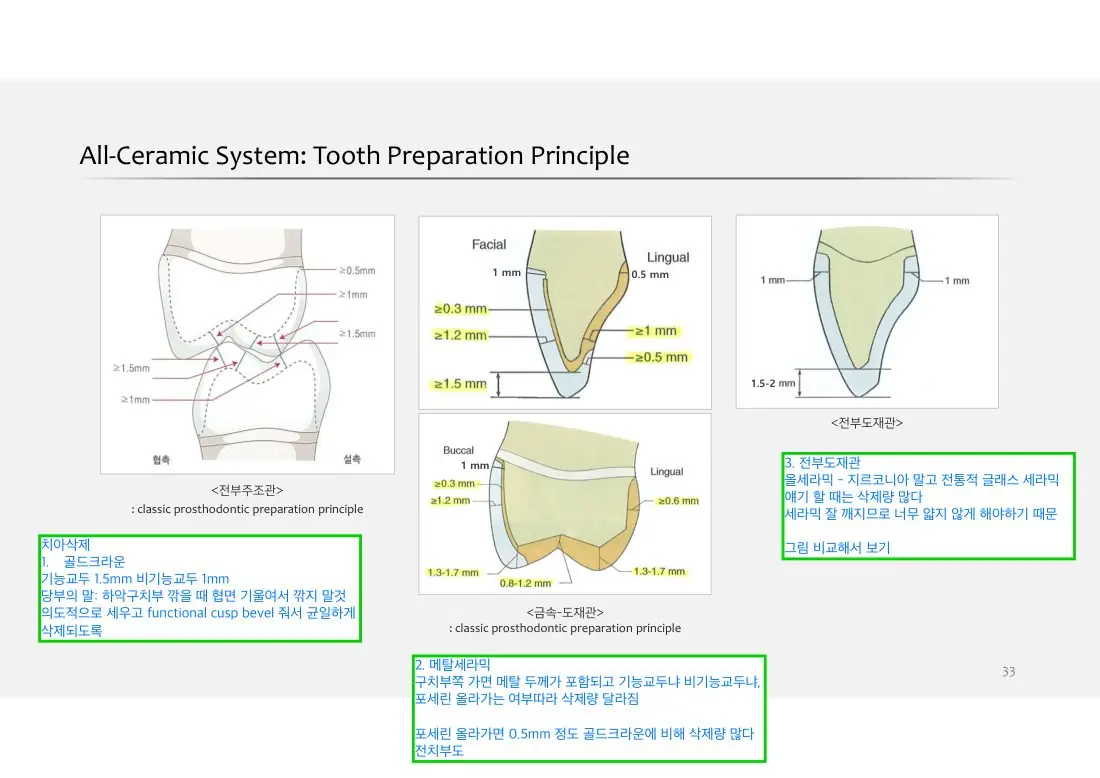 All-Ceramic System: Tooth Preparation Principle
≥0.5mm
≥1mm
≥1.5mm
≥1.5mm
≥1mm
협측
설측
<전부주조관>
: classic prosthodontic preparation principle
치아삭제
1. 골드크라운
기능교두 1.5mm 비기능교두 1mm
당부의 말: 하악구치부 깎을 때 협면 기울여서 깎지 말것
의도적으로 세우고 functional cusp bevel 줘서 균일하게
삭제되도록
Facial
Lingual
1 mm
0.5 mm
≥0.3 mm
≥1.2 mm
≥1 mm
≥0.5 mm
≥1.5 mm
Buccal
Lingual
1 mm
≥0.3 mm
≥1.2 mm
≥0.6 mm
1.3-1.7 mm
0.8-1.2 mm
1.3-1.7 mm
<금속-도재관>
: classic prosthodontic preparation principle
2. 메탈세라믹
구치부쪽 가면 메탈 두께가 포함되고 기능교두냐 비기능교두냐,
포세린 올라가는 여부따라 삭제량 달라짐
포세린 올라가면 0.5mm 정도 골드크라운에 비해 삭제량 많다
전치부도
1 mm
1 mm
1.5-2 mm
<전부도재관>
3. 전부도재관
올세라믹 - 지르코니아 말고 전통적 글래스 세라믹
얘기 할 때는 삭제량 많다
세라믹 잘 깨지므로 너무 얇지 않게 해야하기 때문
그림 비교해서 보기
33